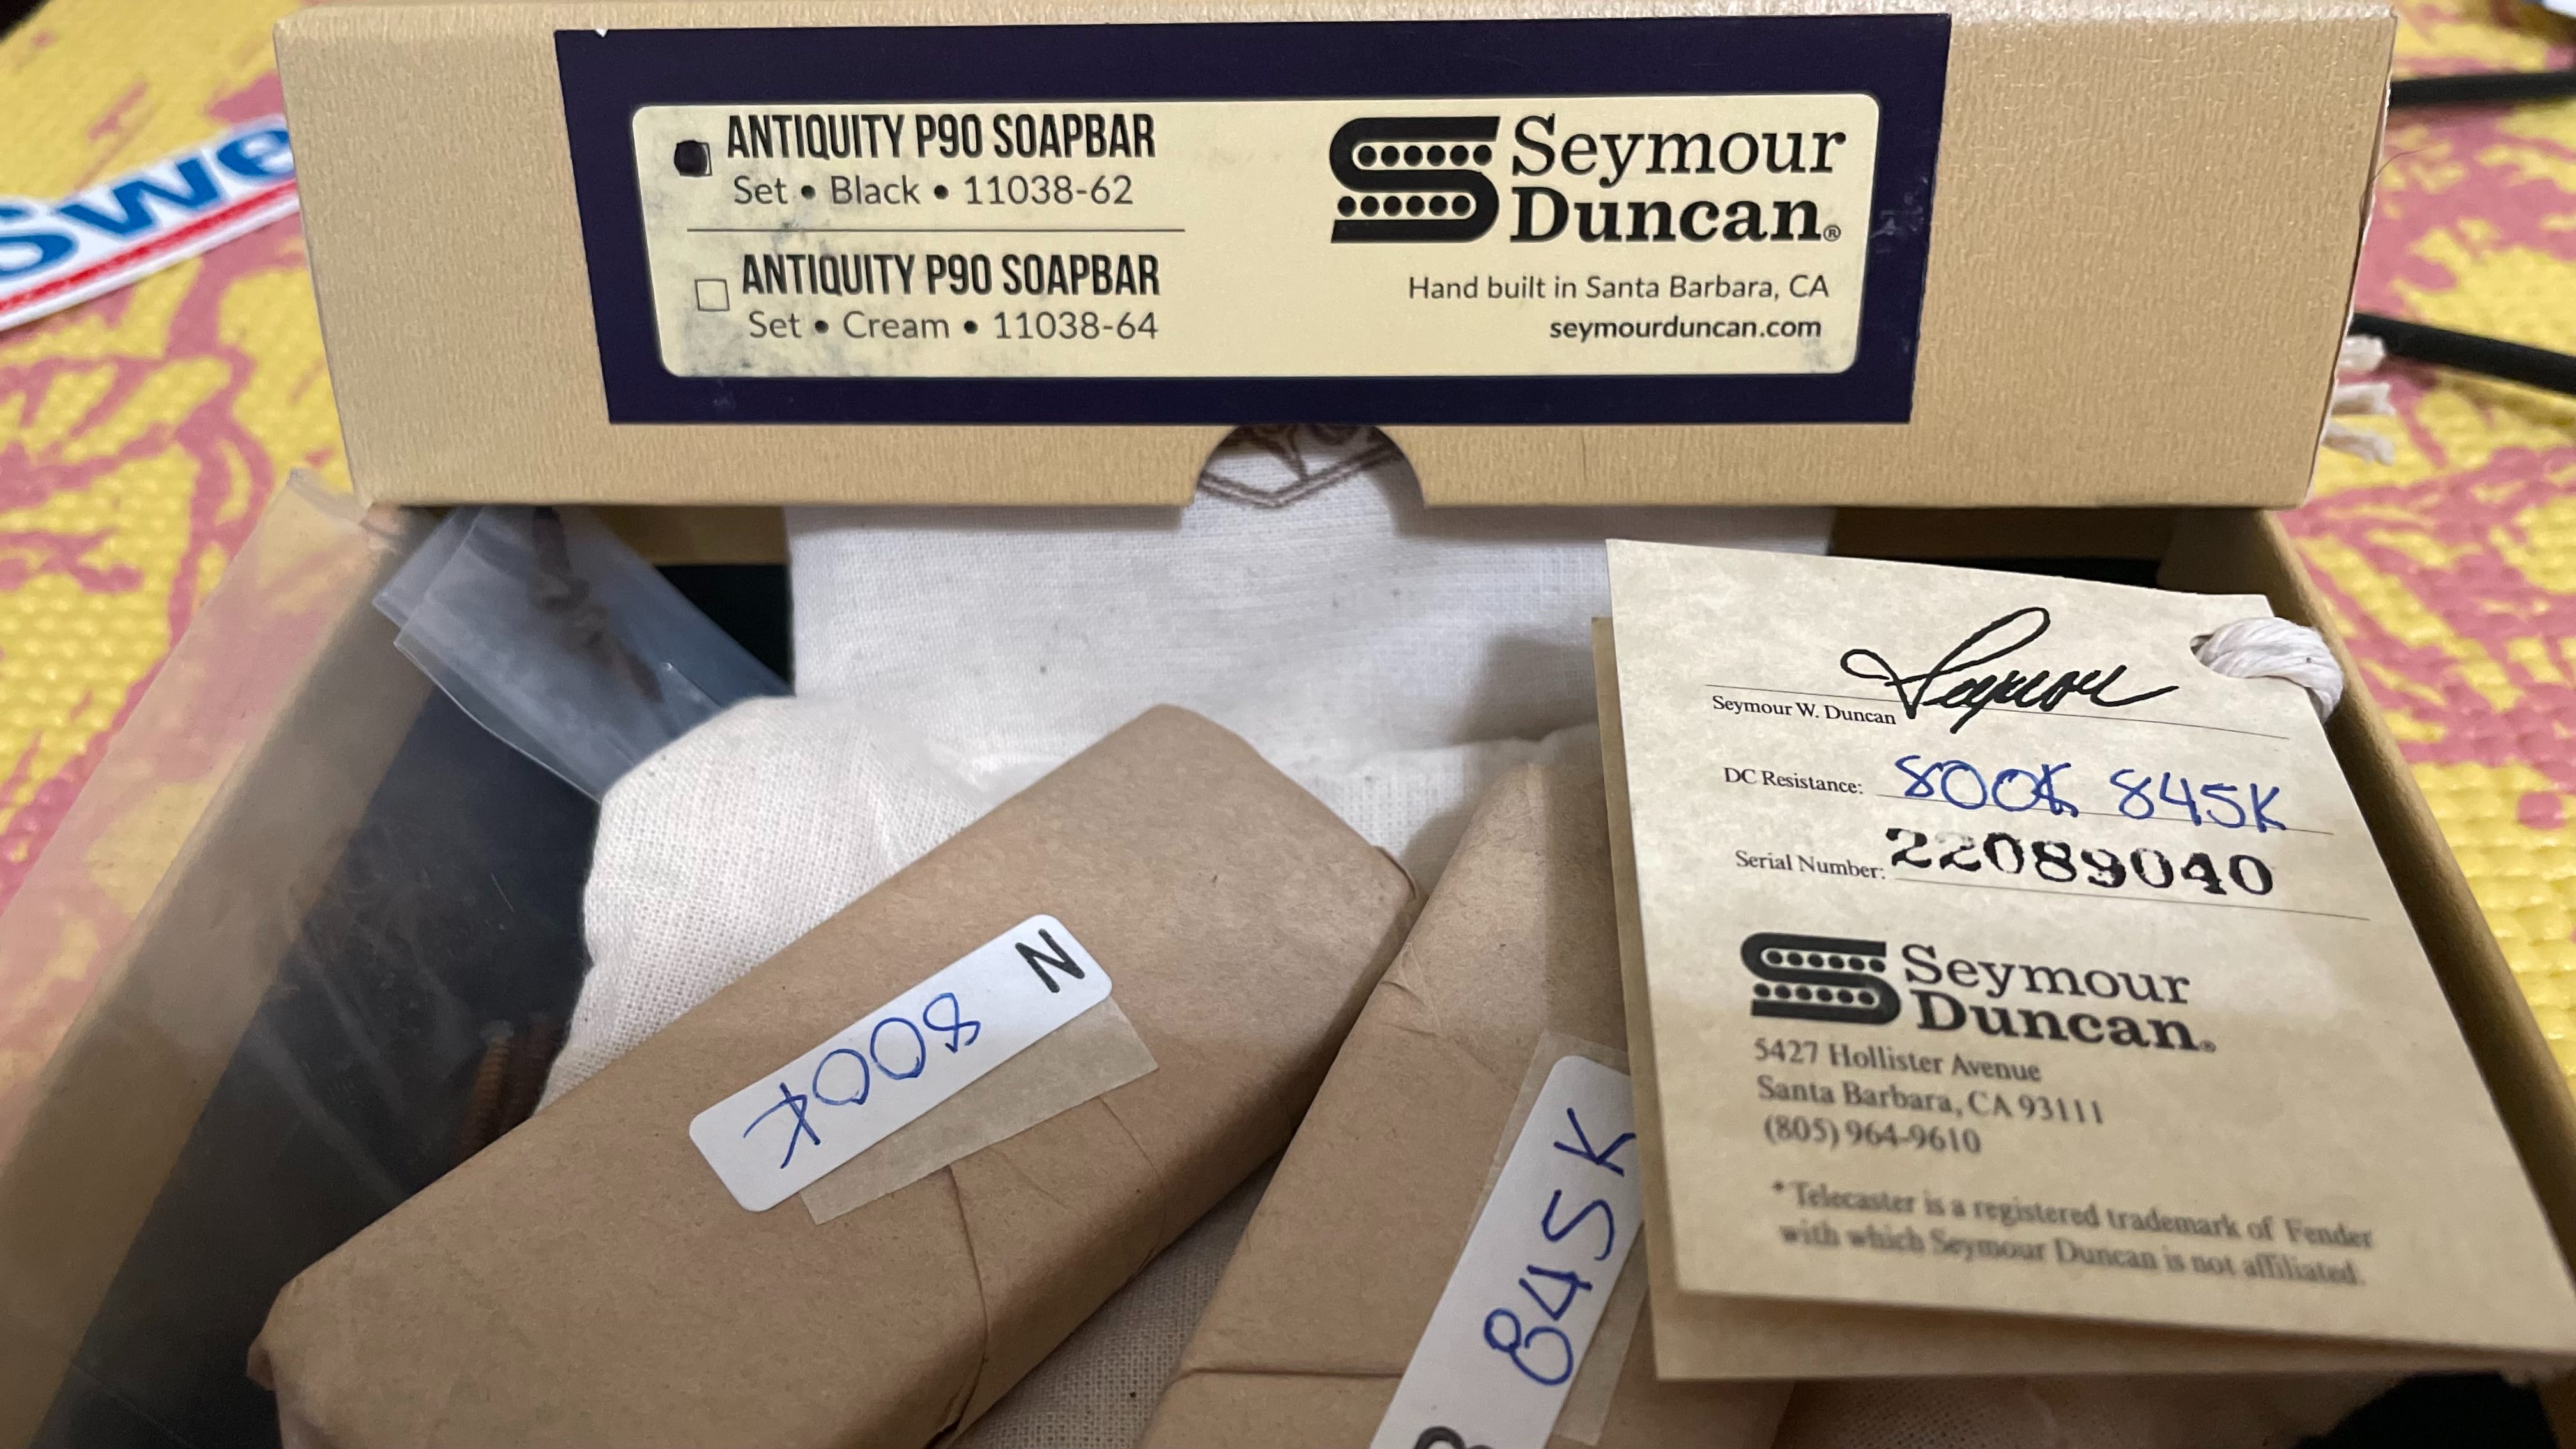 Swe
ANTIQUITY P90 SOAPBAR
Set • Black • 11038-62
ANTIQUITY P90 SOAPBAR
Set • Cream • 11038-64
Seymour
Duncan®
Hand built in Santa Barbara, CA
seymourduncan.com
N
800K
845K
B
Seymour
Seymour W. Duncan
DC Resistance: 800K 845K
Serial Number: 22089040
Seymour
Duncan®
5427 Hollister Avenue
Santa Barbara, CA 93111
(805) 964-9610
*Telecaster is a registered trademark of Fender
with which Seymour Duncan is not affiliated.